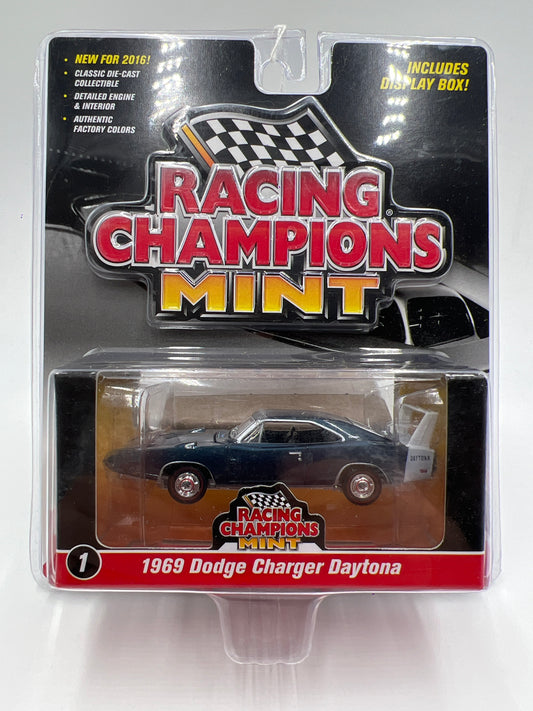 • NEW FOR 2016!
• CLASSIC DIE-CAST
COLLECTIBLE
• DETAILED ENGINE
& INTERIOR
• AUTHENTIC
FACTORY COLORS
INCLUDES
DISPLAY BOX!
RACING
CHAMPIONS®
MINT
DAYTONA
RACING
CHAMPIONS
MINT
1 1969 Dodge Charger Daytona